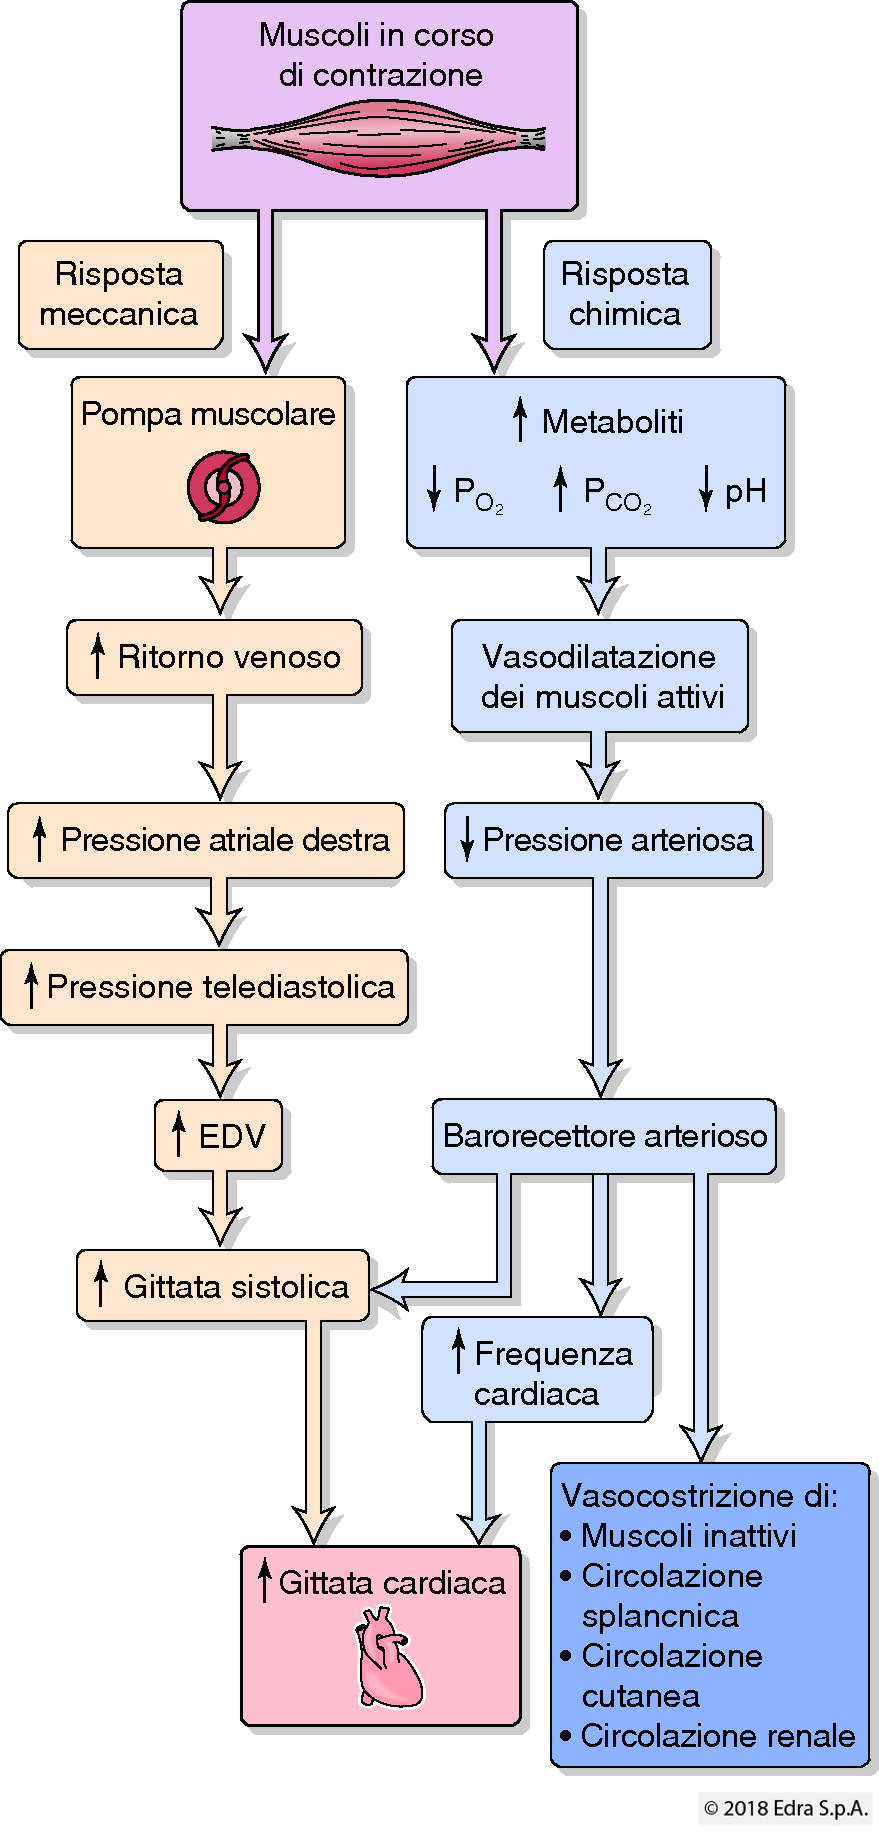 Muscoli in corso
di contrazione
Risposta
meccanica
Risposta
chimica
Pompa muscolare
↑ Metaboliti
↓ PO₂ ↑ PCO₂ ↓ pH
↑ Ritorno venoso
Vasodilatazione
dei muscoli attivi
↑ Pressione atriale destra
↓ Pressione arteriosa
↑ Pressione telediastolica
↑ EDV
Barorecettore arterioso
↑ Gittata sistolica
↑ Frequenza
cardiaca
Vasocostrizione di:
• Muscoli inattivi
• Circolazione
splancnica
• Circolazione
cutanea
• Circolazione renale
↑ Gittata cardiaca
© 2018 Edra S.p.A.